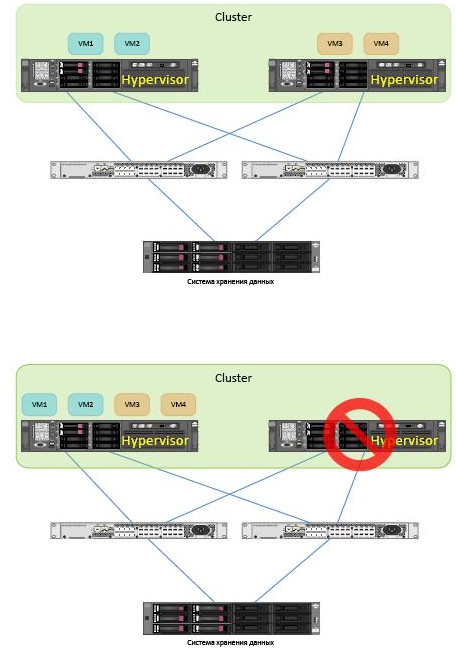 Cluster
VM1 VM2 VM3 VM4
Hypervisor Hypervisor
Система хранения данных
Cluster
VM1 VM2 VM3 VM4
Hypervisor Hypervisor
Система хранения данных